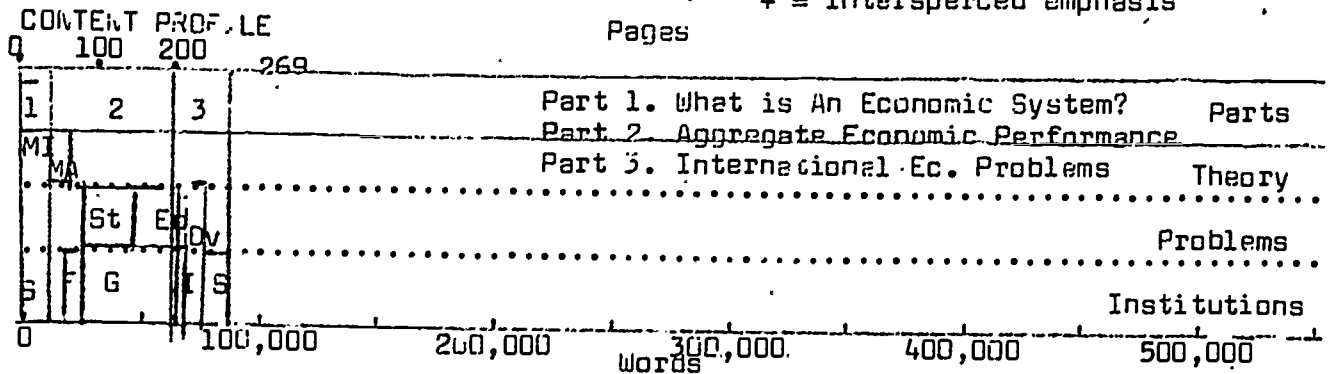 + = Interspersed emphasis
CONTENT PROFILE
Pages
0 100 200
269
1 2 3 Part 1. What is An Economic System? Parts
Part 2. Aggregate Economic Performance
MI MA Part 3. International Ec. Problems Theory
St Ed Dv Problems
S F G I S Institutions
0 100,000 200,000 300,000 400,000 500,000
Words